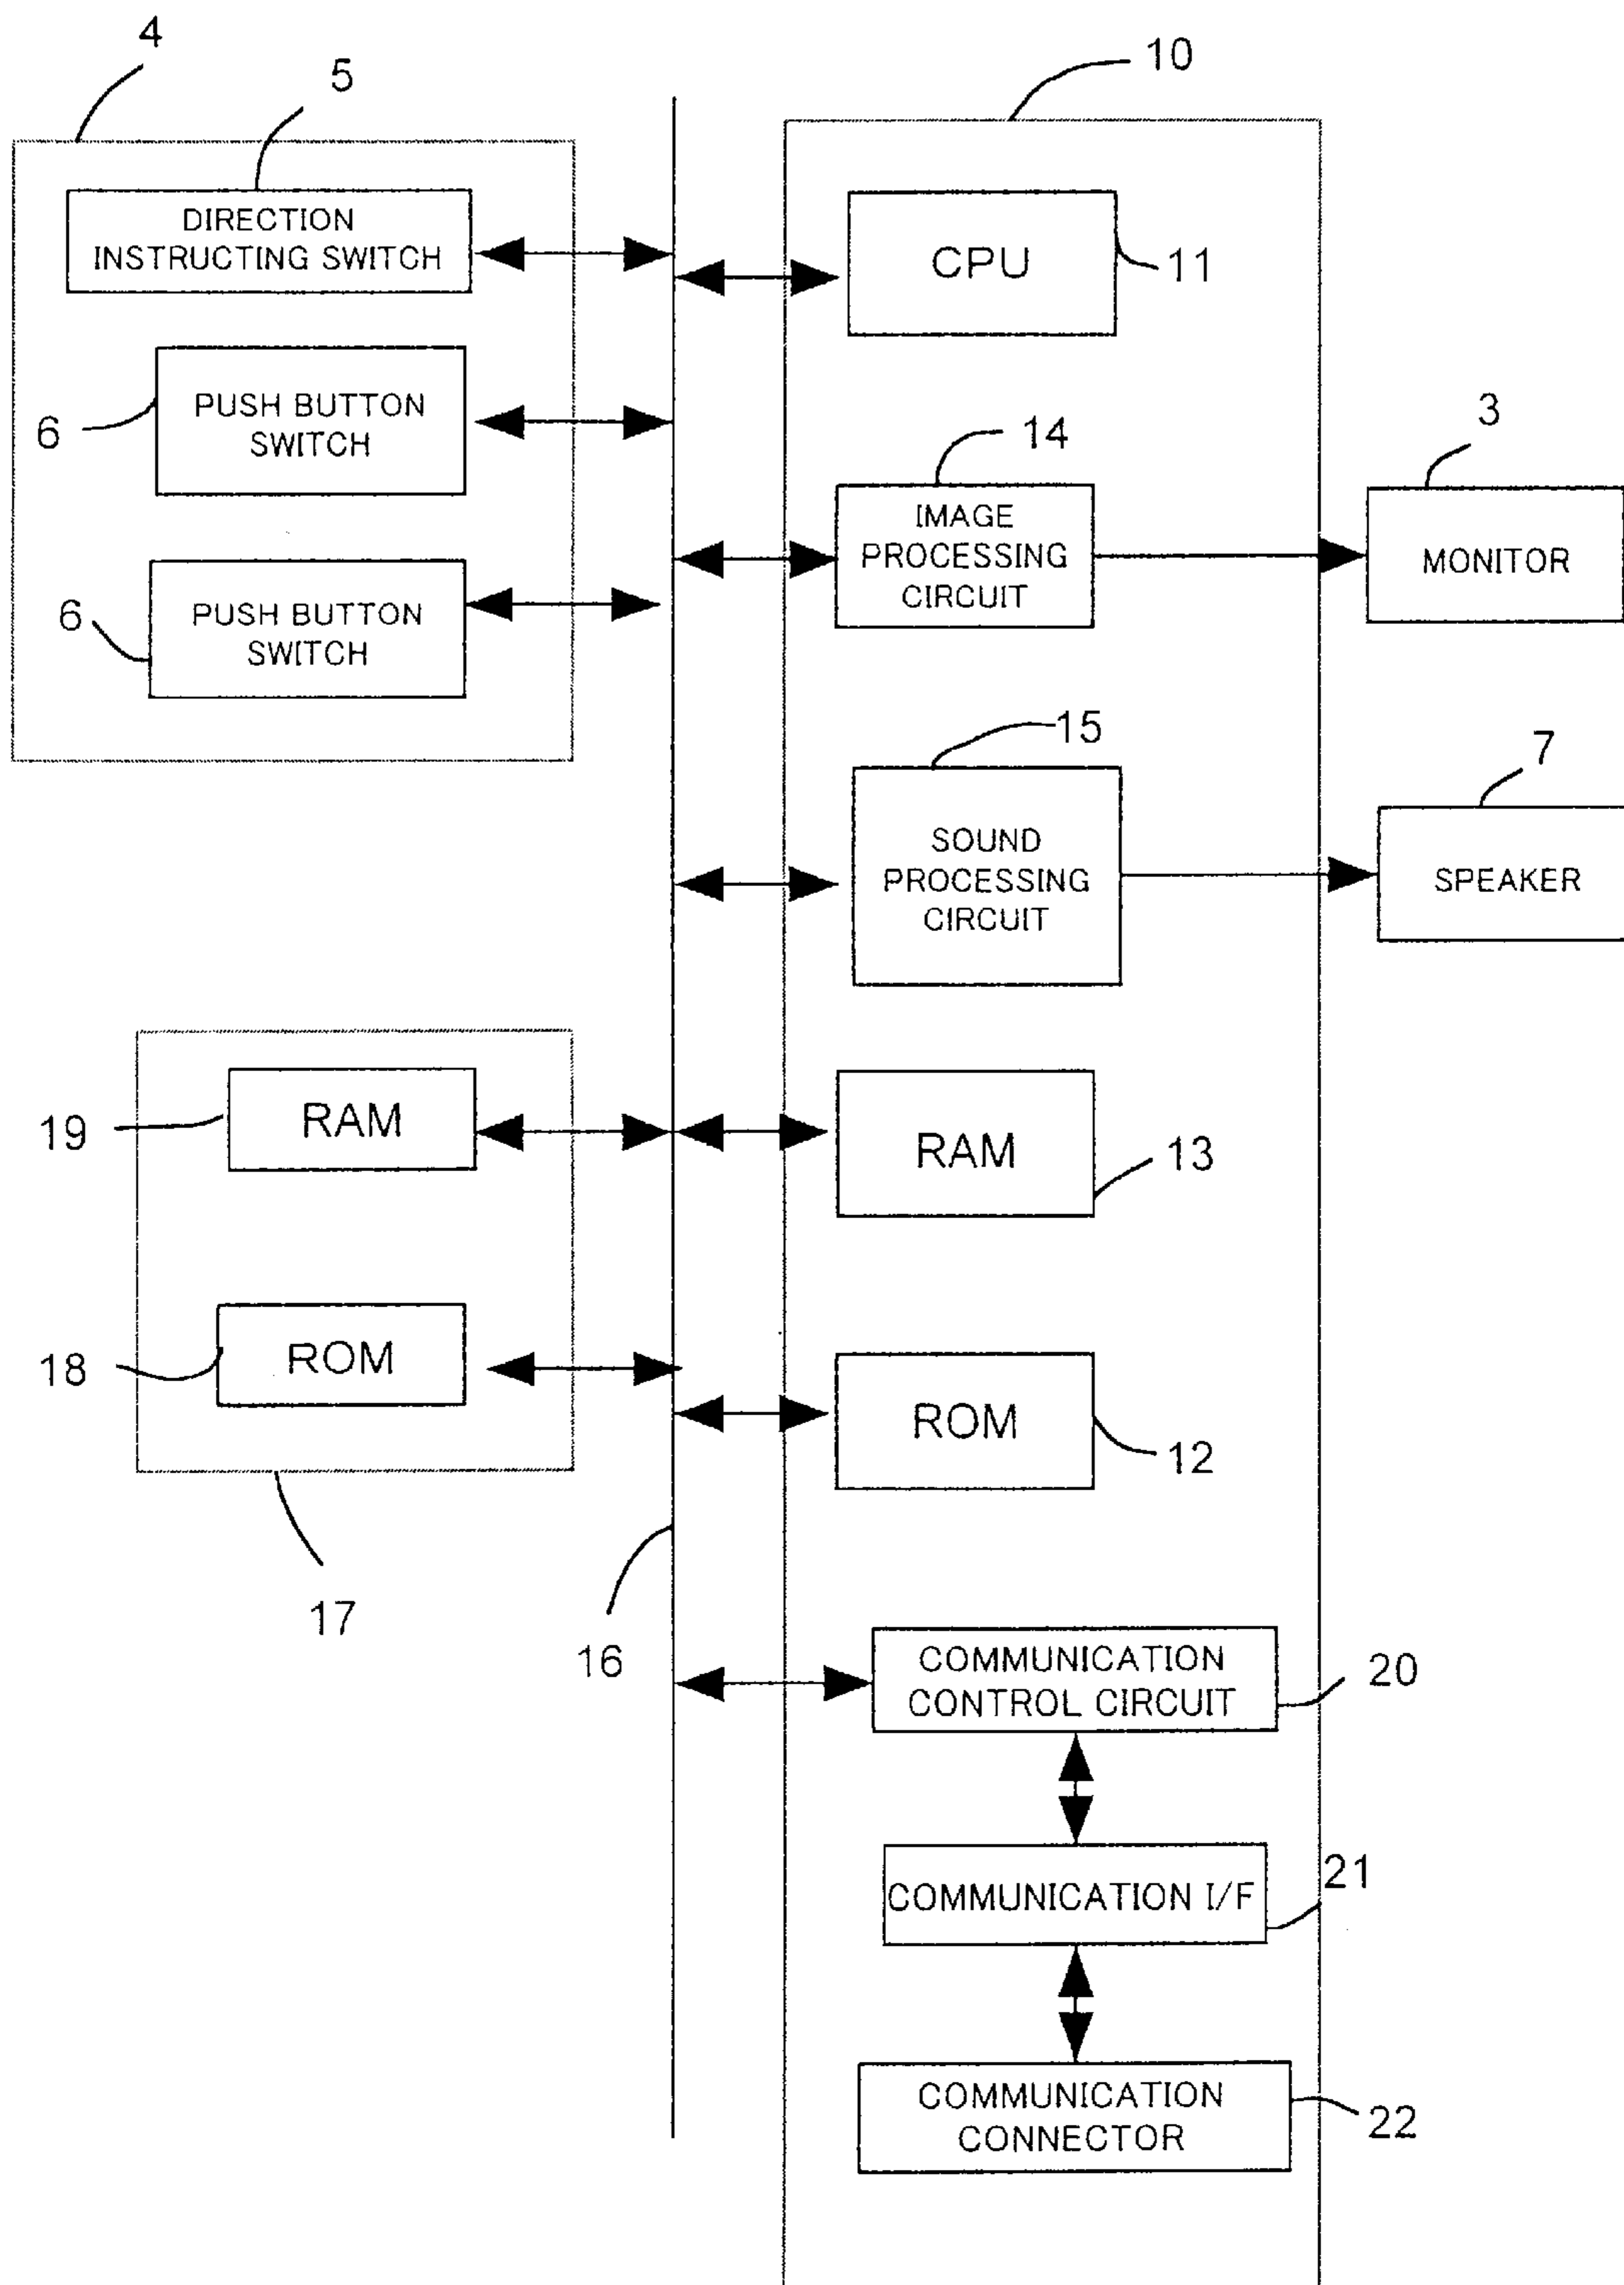 4
5
10
DIRECTION
INSTRUCTING SWITCH
CPU
11
6
PUSH BUTTON
SWITCH
14
3
IMAGE
PROCESSING
CIRCUIT
MONITOR
6
PUSH BUTTON
SWITCH
15
7
SOUND
PROCESSING
CIRCUIT
SPEAKER
19
RAM
RAM
13
18
ROM
ROM
12
17
16
COMMUNICATION
CONTROL CIRCUIT
20
COMMUNICATION I/F
21
COMMUNICATION
CONNECTOR
22